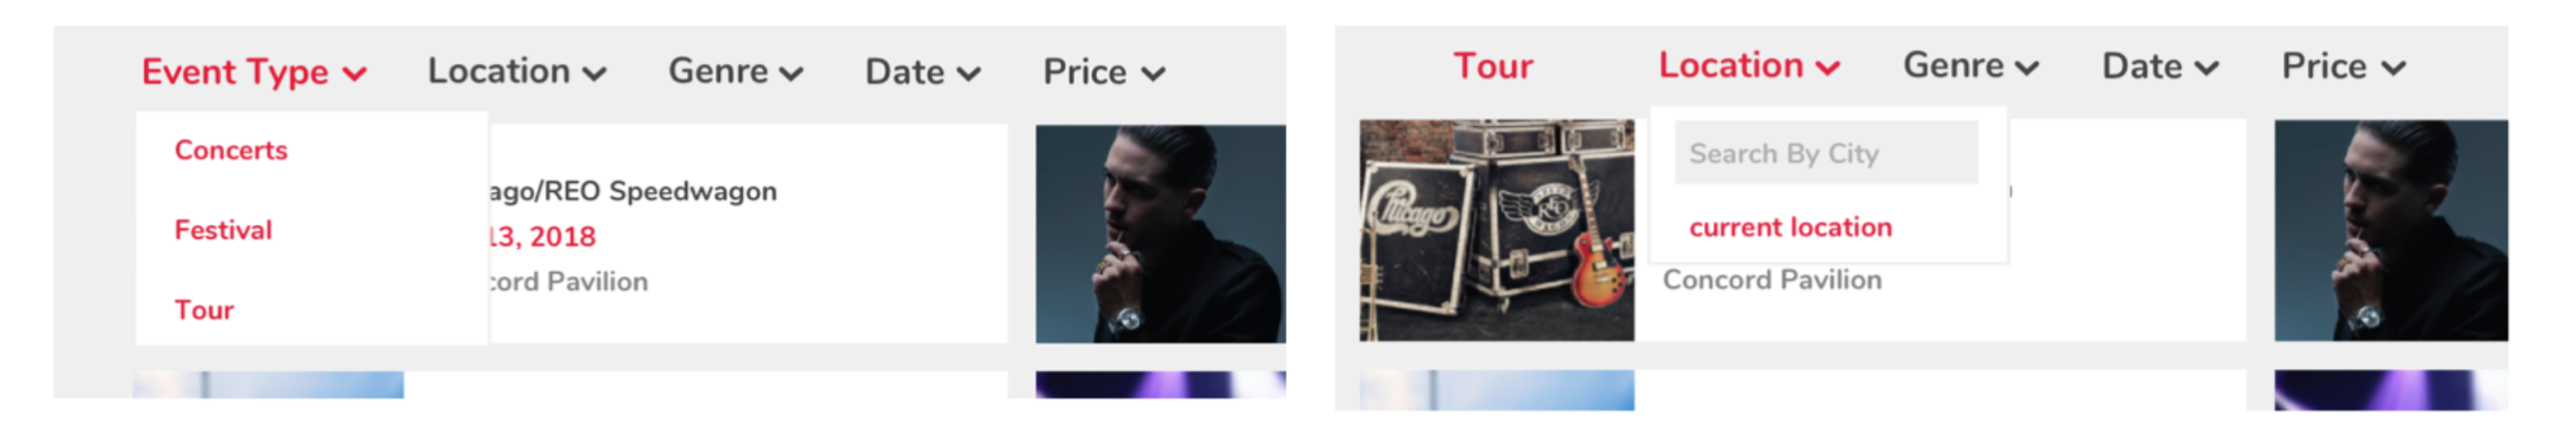 Event Type Location Genre Date Price
Concerts
Festival
Tour
ago/REO Speedwagon
13, 2018
cord Pavilion
Tour Location Genre Date Price
Search By City
current location
Concord Pavilion
Chicago
REO